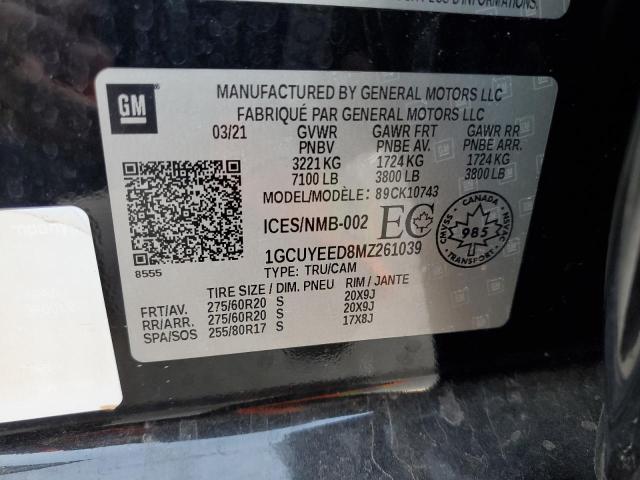 D'INFORMATIONS.
GM
MANUFACTURED BY GENERAL MOTORS LLC
FABRIQUÉ PAR GENERAL MOTORS LLC
03/21 GVWR GAWR FRT GAWR RR
PNBV PNBE AV. PNBE ARR.
3221 KG 1724 KG 1724 KG
7100 LB 3800 LB 3800 LB
MODEL/MODÈLE: 89CK10743
ICES/NMB-002 EC
CANADA CMVSS 985 NSVAC
1GCUYEED8MZ261039
8555
TYPE: TRU/CAM
TIRE SIZE / DIM. PNEU RIM / JANTE
FRT/AV. 275/60R20 S 20X9J
RR/ARR. 275/60R20 S 20X9J
SPA/SOS 255/80R17 S 17X8J